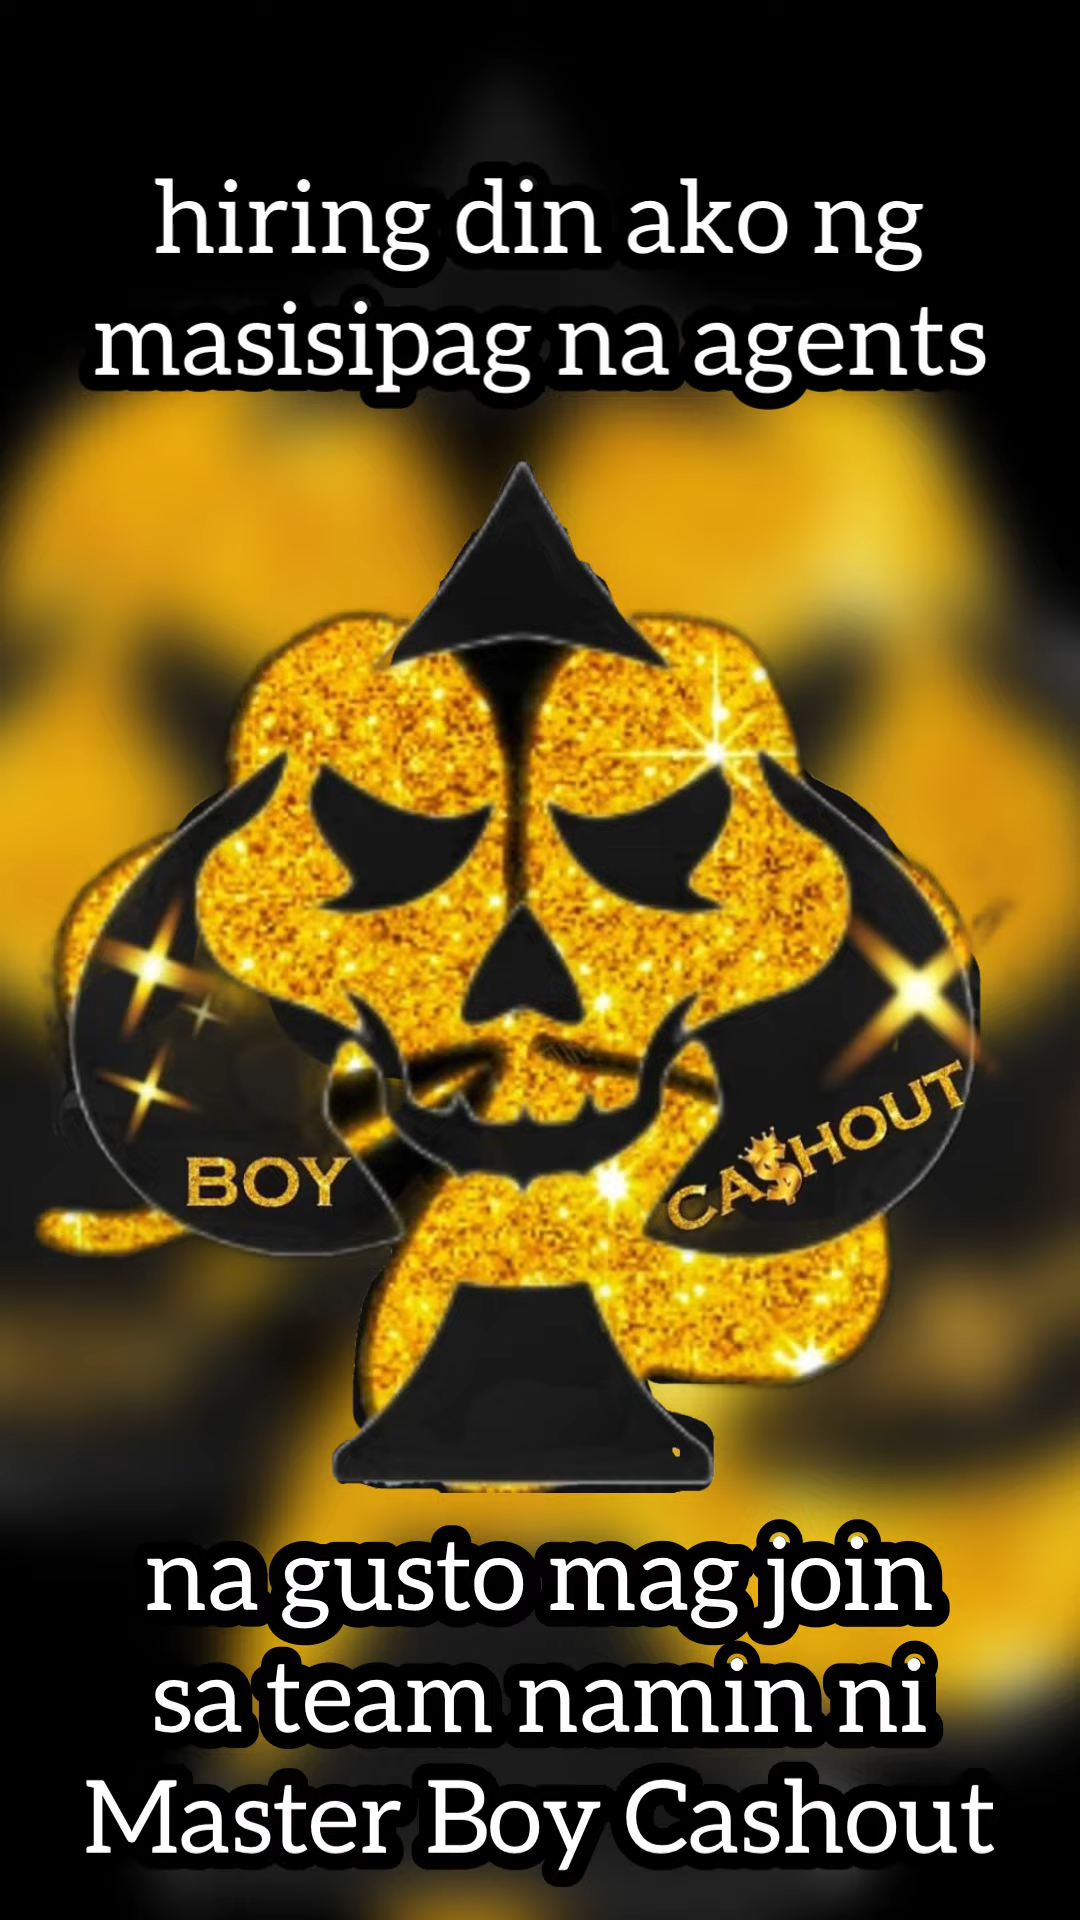 hiring din ako ng
masisipag na agents
BOY
CA$HOUT
na gusto mag join
sa team namin ni
Master Boy Cashout